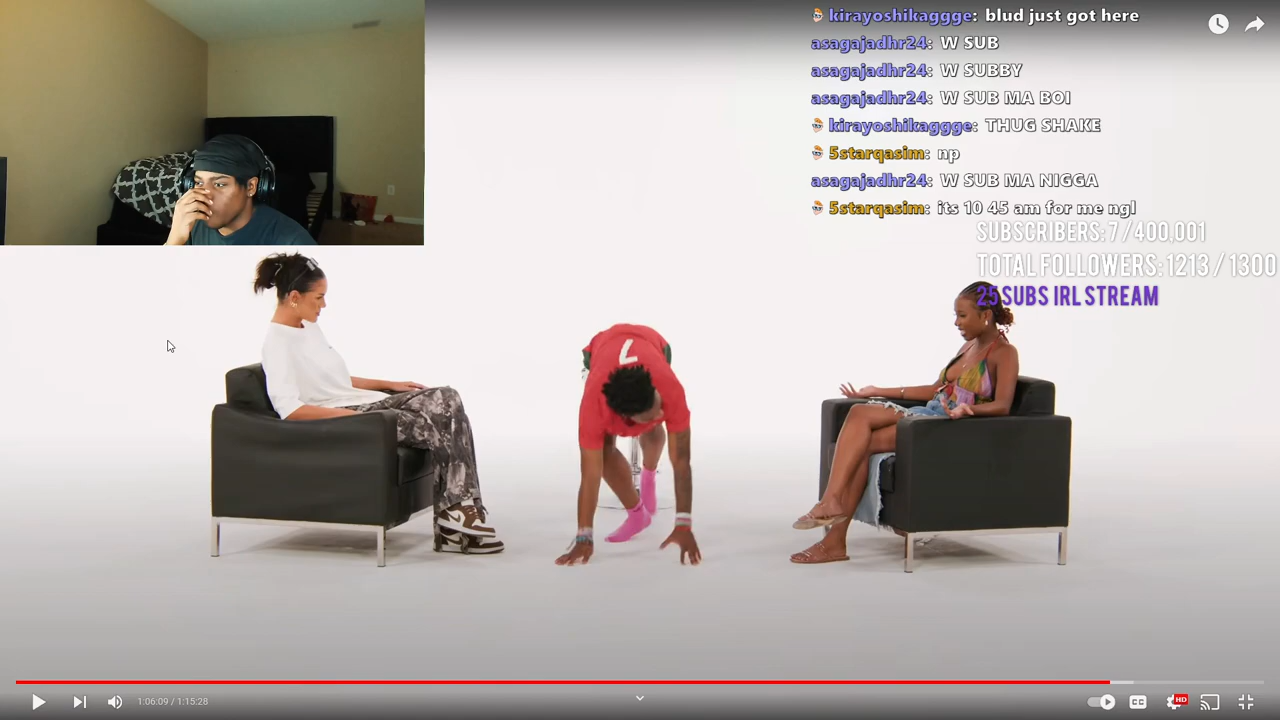 kirayoshikaggge: blud just got here
asagajadhr24: W SUB
asagajadhr24: W SUBBY
asagajadhr24: W SUB MA BOI
kirayoshikaggge: THUG SHAKE
5starqasim: np
asagajadhr24: W SUB MA NIGGA
5starqasim: its 10 45 am for me ngl
SUBSCRIBERS: 7 /400,001
TOTAL FOLLOWERS: 1213 / 1300
25 SUBS IRL STREAM
7
1:06:09 / 1:15:28
CC
HD